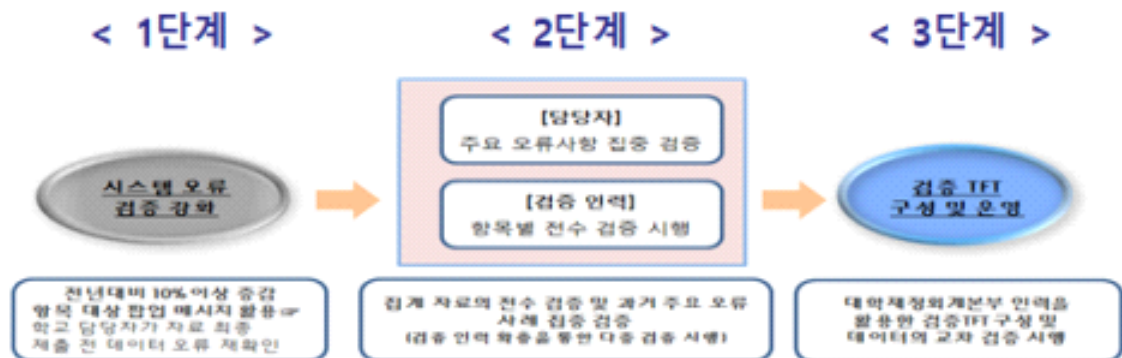 < 1단계 >
< 2단계 >
< 3단계 >
시스템 오류
검증 강화
[담당자]
주요 오류사항 집중 검증
[검증 인력]
항목별 전수 검증 시행
검증 TFT
구성 및 운영
전년대비 10% 이상 증감
항목 대상 팝업 메시지 활용☞
학교 담당자가 자료 최종
제출 전 데이터 오류 재확인
집계 자료의 전수 검증 및 과거 주요 오류
사례 집중 검증
(검증 인력 확충을 통한 다중 검증 시행)
대학재정회계본부 인력을
활용한 검증TFT 구성 및
데이터의 교차 검증 시행